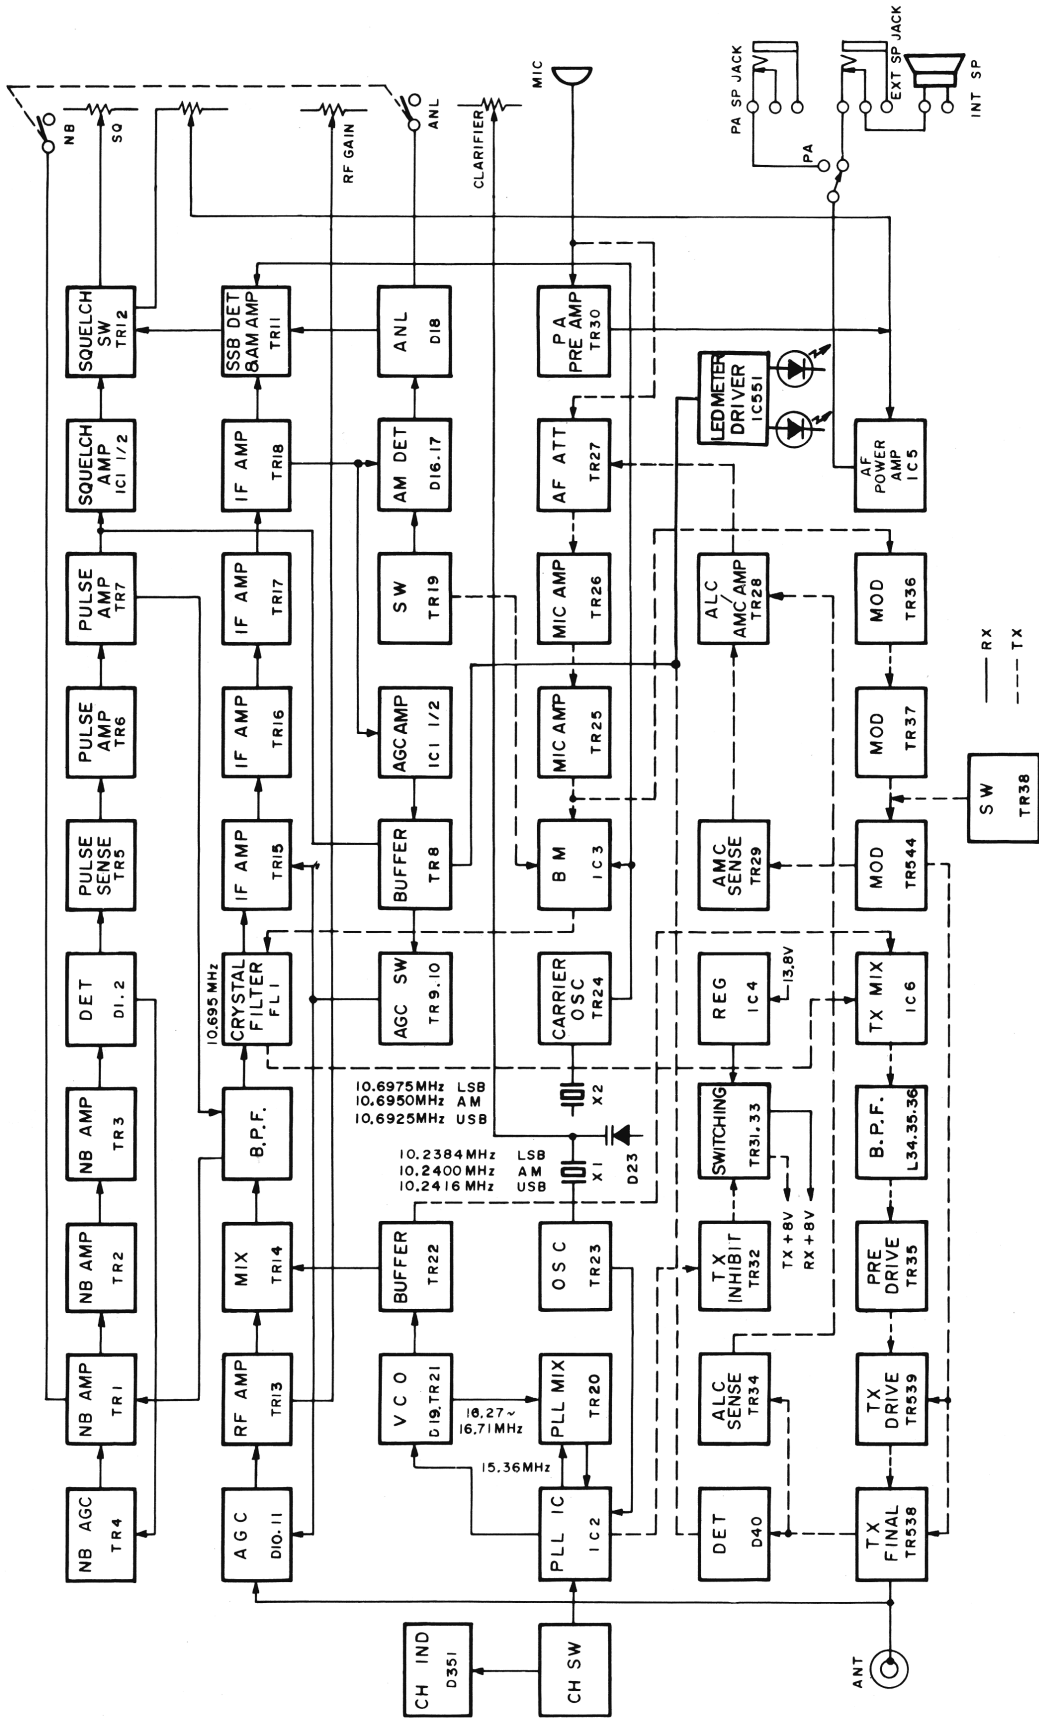 NB AGC
TR4
NB AMP
TR1
NB AMP
TR2
NB AMP
TR3
DET
D1.2
PULSE
SENSE
TR5
PULSE
AMP
TR6
PULSE
AMP
TR7
SQUELCH
AMP
IC1 1/2
SQUELCH
SW
TR12
NB
SQ
AGC
D10.11
RF AMP
TR13
MIX
TR14
B.P.F.
10.695MHz
CRYSTAL
FILTER
FL1
IF AMP
TR15
IF AMP
TR16
IF AMP
TR17
IF AMP
TR18
SSB DET
&AM AMP
TR11
RF GAIN
CH IND
D351
VCO
D19.TR21
BUFFER
TR22
AGC SW
TR9.10
BUFFER
TR8
AGC AMP
IC1 1/2
SW
TR19
AM DET
D16.17
ANL
D18
ANL
16.27~
16.71MHz
15.36MHz
10.6975MHz LSB
10.6950MHz AM
10.6925MHz USB
10.2384MHz LSB
10.2400MHz AM
10.2416MHz USB
CLARIFIER
CH SW
PLL IC
IC2
PLL MIX
TR20
OSC
TR23
X1
D23
X2
CARRIER
OSC
TR24
BM
IC3
MIC AMP
TR25
MIC AMP
TR26
AF ATT
TR27
PA
PRE AMP
TR30
MIC
DET
D40
ALC
SENSE
TR34
TX
INHIBIT
TR32
SWITCHING
TR31.33
TX+8V
RX+8V
REG
IC4
13.8V
AMC
SENSE
TR29
ALC
/
AMC AMP
TR28
LED METER
DRIVER
IC551
PA SP JACK
PA
EXT SP JACK
INT SP
ANT
TX
FINAL
TR538
TX
DRIVE
TR539
PRE
DRIVE
TR35
B.P.F.
L34.35.36
TX MIX
IC6
MOD
TR544
MOD
TR37
MOD
TR36
AF
POWER
AMP
IC5
SW
TR38
RX
TX